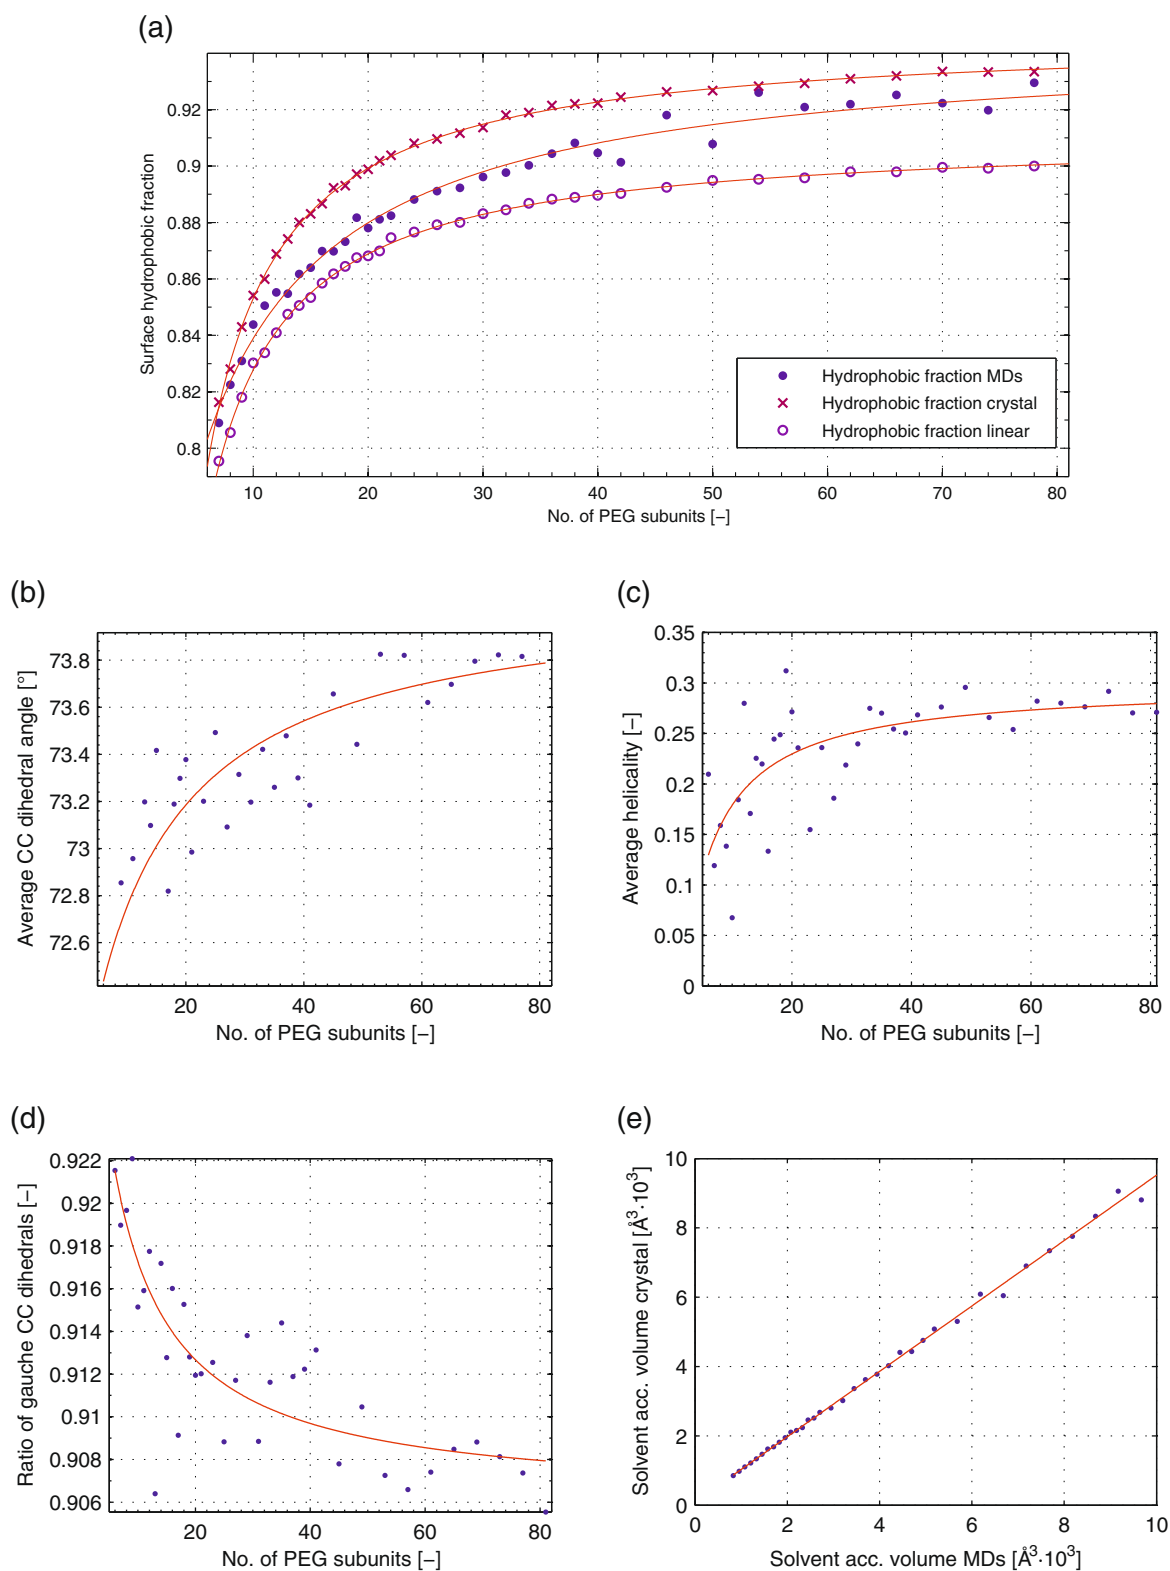 (a)
0.92
0.9
0.88
0.86
0.84
0.82
0.8
Surface hydrophobic fraction
Hydrophobic fraction MDs
Hydrophobic fraction crystal
Hydrophobic fraction linear
10 20 30 40 50 60 70 80
No. of PEG subunits [−]
(b)
73.8
73.6
73.4
73.2
73
72.8
72.6
Average CC dihedral angle [°]
20 40 60 80
No. of PEG subunits [−]
(c)
0.35
0.3
0.25
0.2
0.15
0.1
0.05
0
Average helicality [−]
20 40 60 80
No. of PEG subunits [−]
(d)
0.922
0.92
0.918
0.916
0.914
0.912
0.91
0.908
0.906
Ratio of gauche CC dihedrals [−]
20 40 60 80
No. of PEG subunits [−]
(e)
10
8
6
4
2
0
Solvent acc. volume crystal [Å³·10³]
0 2 4 6 8 10
Solvent acc. volume MDs [Å³·10³]